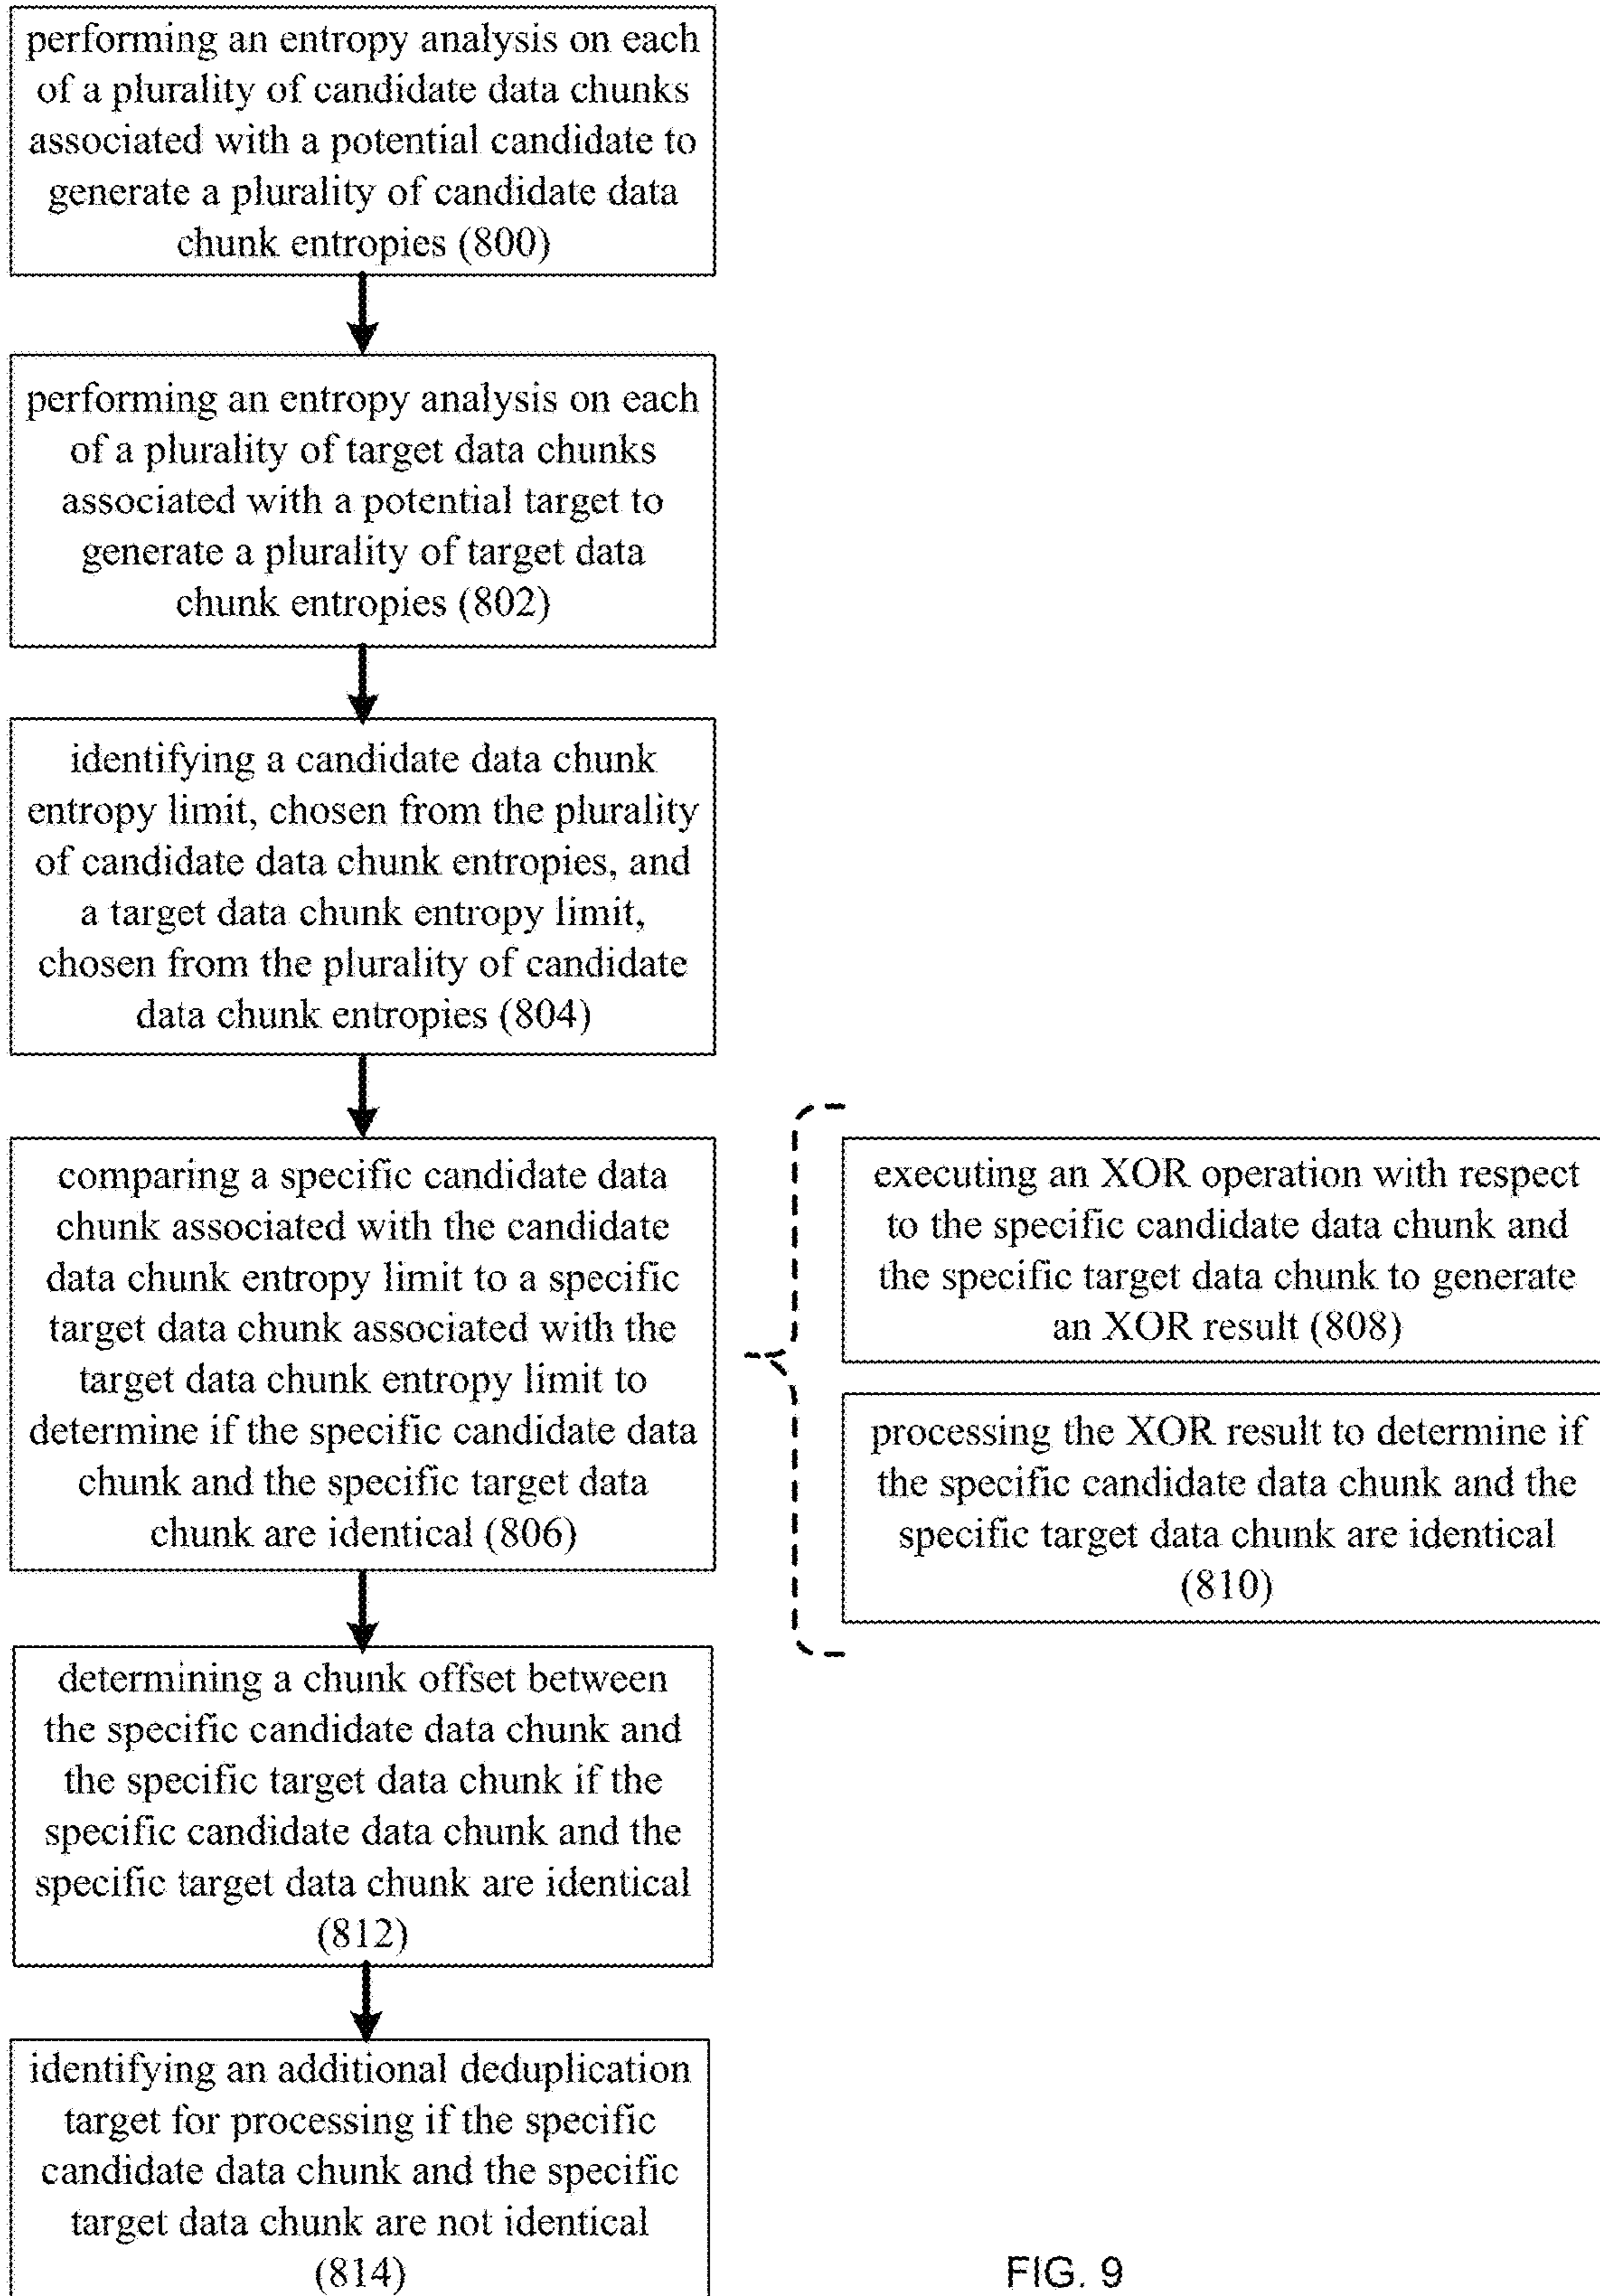 performing an entropy analysis on each
of a plurality of candidate data chunks
associated with a potential candidate to
generate a plurality of candidate data
chunk entropies (800)
performing an entropy analysis on each
of a plurality of target data chunks
associated with a potential target to
generate a plurality of target data
chunk entropies (802)
identifying a candidate data chunk
entropy limit, chosen from the plurality
of candidate data chunk entropies, and
a target data chunk entropy limit,
chosen from the plurality of candidate
data chunk entropies (804)
comparing a specific candidate data
chunk associated with the candidate
data chunk entropy limit to a specific
target data chunk associated with the
target data chunk entropy limit to
determine if the specific candidate data
chunk and the specific target data
chunk are identical (806)
executing an XOR operation with respect
to the specific candidate data chunk and
the specific target data chunk to generate
an XOR result (808)
processing the XOR result to determine if
the specific candidate data chunk and the
specific target data chunk are identical
(810)
determining a chunk offset between
the specific candidate data chunk and
the specific target data chunk if the
specific candidate data chunk and the
specific target data chunk are identical
(812)
identifying an additional deduplication
target for processing if the specific
candidate data chunk and the specific
target data chunk are not identical
(814)
FIG. 9